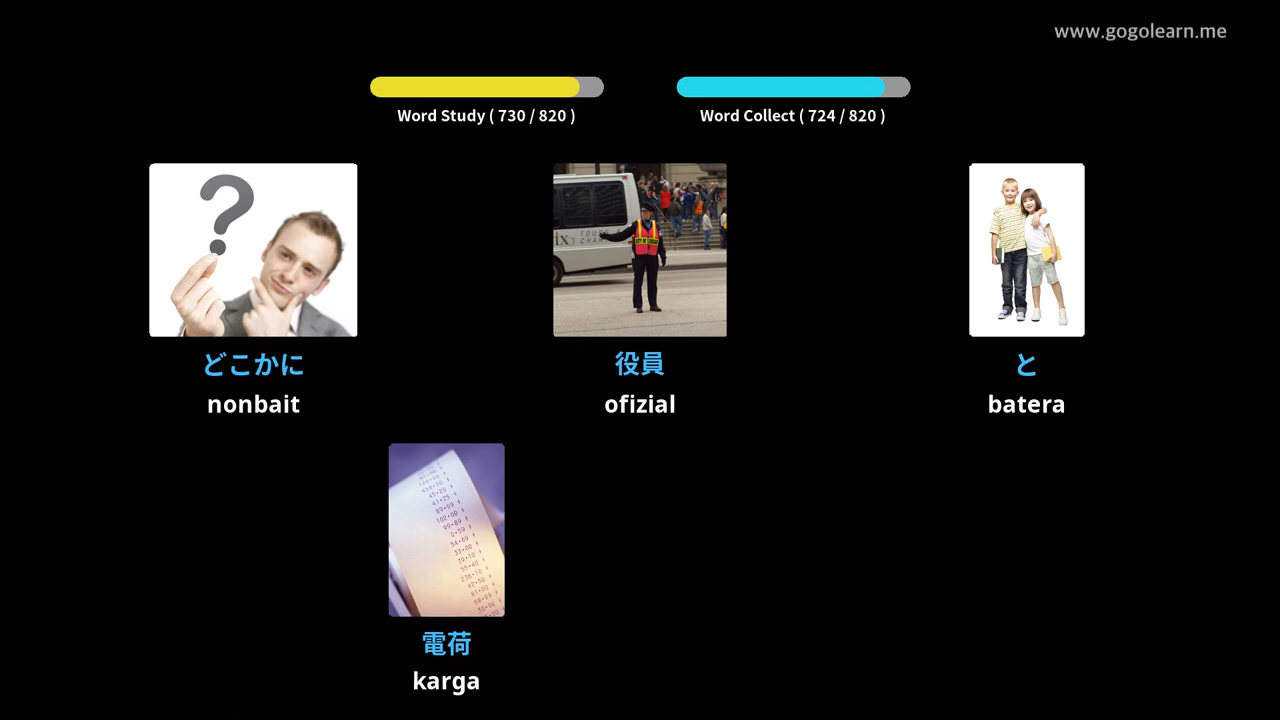 www.gogolearn.me
Word Study ( 730 / 820 )
Word Collect ( 724 / 820 )
どこかに
役員
と
nonbait
ofizial
batera
電荷
karga